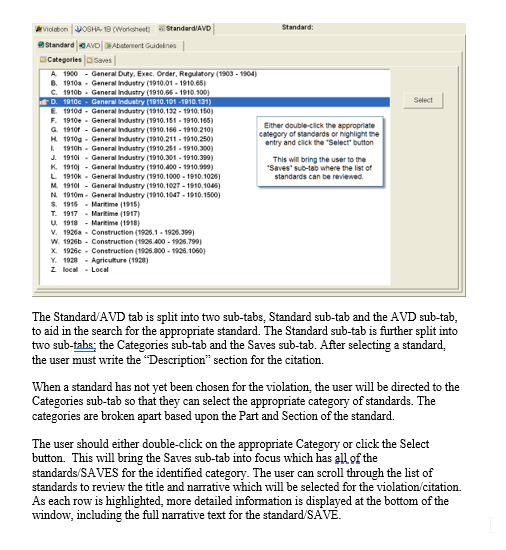 Violation OSHA-1B (Worksheet) Standard/AVD Standard:
Standard AVD Abatement Guidelines
Categories Saves
A. 1900 - General Duty, Exec. Order, Regulatory (1903 - 1904)
B. 1910a - General Industry (1910.01 - 1910.65)
C. 1910b - General Industry (1910.66 - 1910.100)
D. 1910c - General Industry (1910.101 -1910.131)
Select
E. 1910d - General Industry (1910.132 - 1910.150)
F. 1910e - General Industry (1910.151 - 1910.165)
G. 1910f - General Industry (1910.166 - 1910.210)
H. 1910g - General Industry (1910.211 - 1910.250)
I. 1910h - General Industry (1910.251 - 1910.300)
J. 1910i - General Industry (1910.301 - 1910.399)
K. 1910j - General Industry (1910.400 - 1910.999)
L. 1910k - General Industry (1910.1000 - 1910.1026)
M. 1910l - General Industry (1910.1027 - 1910.1046)
N. 1910m - General Industry (1910.1047 - 1910.1500)
S. 1915 - Maritime (1915)
T. 1917 - Maritime (1917)
U. 1918 - Maritime (1918)
V. 1926a - Construction (1926.1 - 1926.399)
W. 1926b - Construction (1926.400 - 1926.799)
X. 1926c - Construction (1926.800 - 1926.1060)
Y. 1928 - Agriculture (1928)
Z. local - Local
Either double-click the appropriate
category of standards or highlight the
entry and click the "Select" button
This will bring the user to the
"Saves" sub-tab where the list of
standards can be reviewed.
The Standard/AVD tab is split into two sub-tabs, Standard sub-tab and the AVD sub-tab,
to aid in the search for the appropriate standard. The Standard sub-tab is further split into
two sub-tabs; the Categories sub-tab and the Saves sub-tab. After selecting a standard,
the user must write the “Description” section for the citation.
When a standard has not yet been chosen for the violation, the user will be directed to the
Categories sub-tab so that they can select the appropriate category of standards. The
categories are broken apart based upon the Part and Section of the standard.
The user should either double-click on the appropriate Category or click the Select
button. This will bring the Saves sub-tab into focus which has all of the
standards/SAVES for the identified category. The user can scroll through the list of
standards to review the title and narrative which will be selected for the violation/citation.
As each row is highlighted, more detailed information is displayed at the bottom of the
window, including the full narrative text for the standard/SAVE.